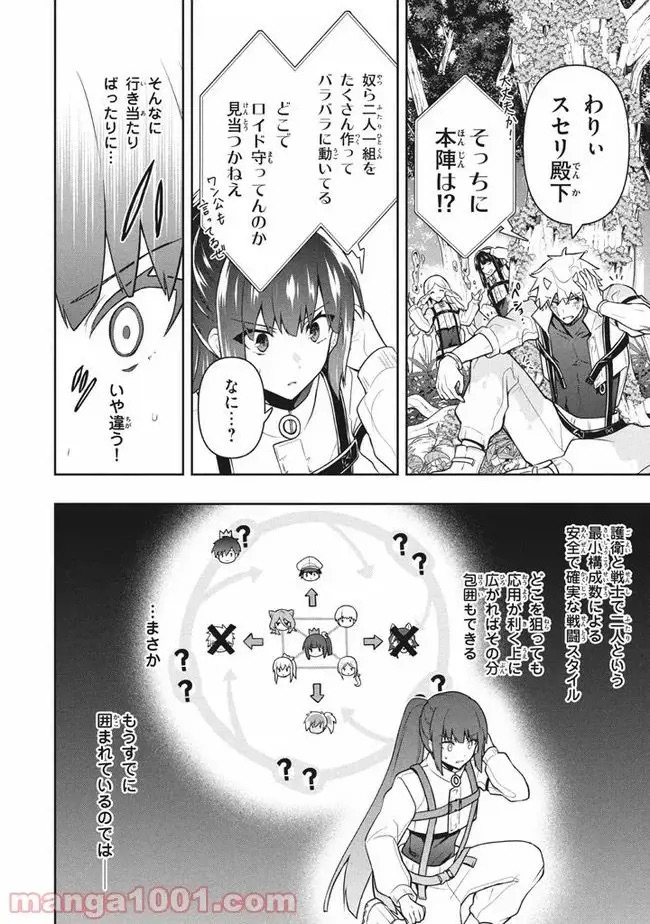 わりぃ
スセリ殿下
大丈夫か！
そっちに
本陣は!?
奴ら二人一組を
たくさん作って
バラバラに動いてる
どこで
ロイド守ってんのか
見当つかねえ
ワンハムも
言ってるぜ
なに…？
そんなに
行き当たり
ばったりに…
いや違う！
護衛と戦士で二人という
最小構成数による
安全で確実な戦闘スタイル
どこを狙っても
応用が利く上に
広がればその分
包囲もできる
…まさか
もうすでに
囲まれているのでは――
?
?
?
?
?
?
?
?
manga1001.com